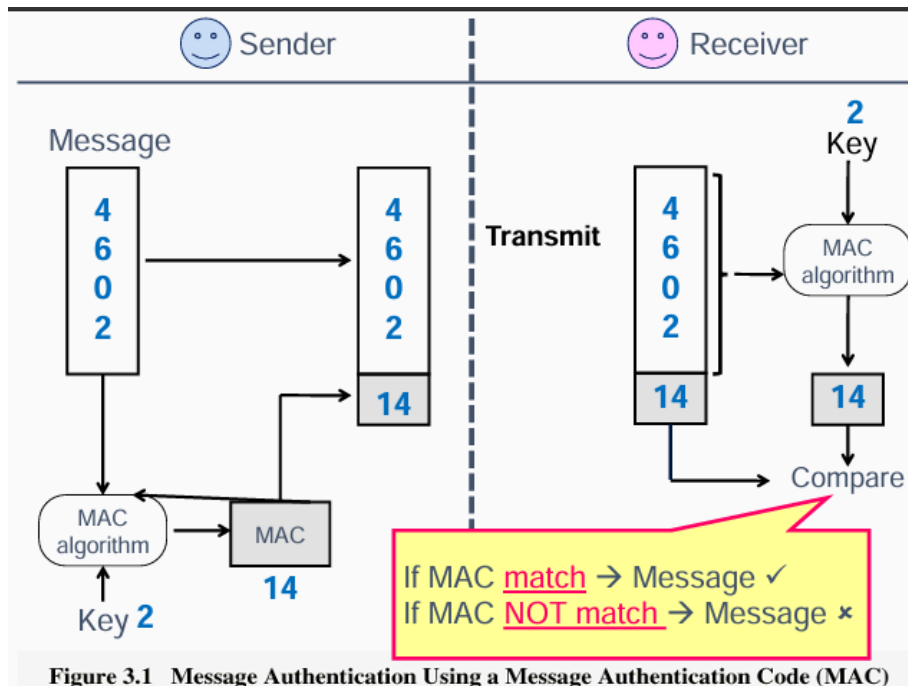 Sender
Receiver
Message
4
6
0
2
4
6
0
2
14
MAC
algorithm
MAC
14
Key 2
Transmit
4
6
0
2
14
2
Key
MAC
algorithm
14
Compare
If MAC match → Message ✓
If MAC NOT match → Message ×
Figure 3.1 Message Authentication Using a Message Authentication Code (MAC)